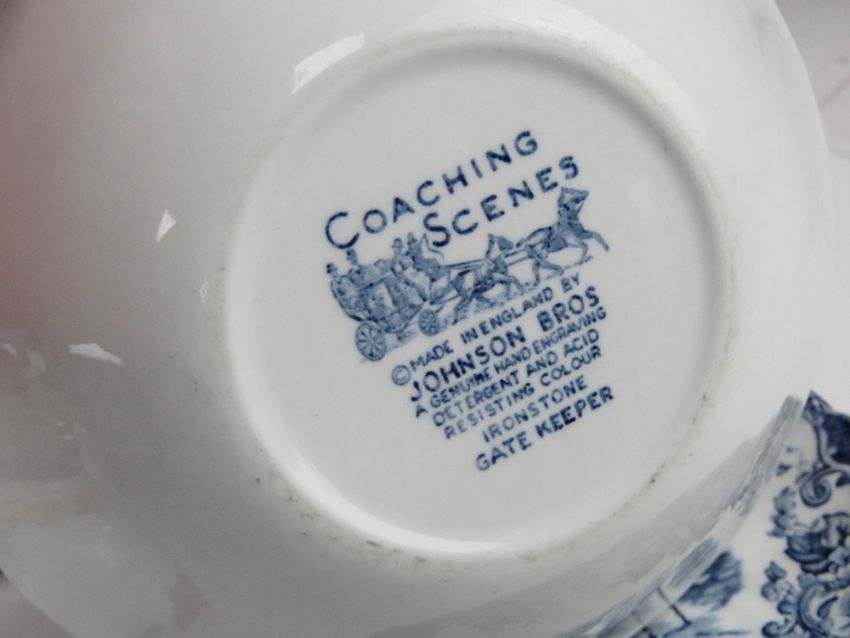 COACHING
SCENES
©MADE IN ENGLAND BY
JOHNSON BROS
A GENUINE HAND ENGRAVING
DETERGENT AND ACID
RESISTING COLOUR
IRONSTONE
GATE KEEPER